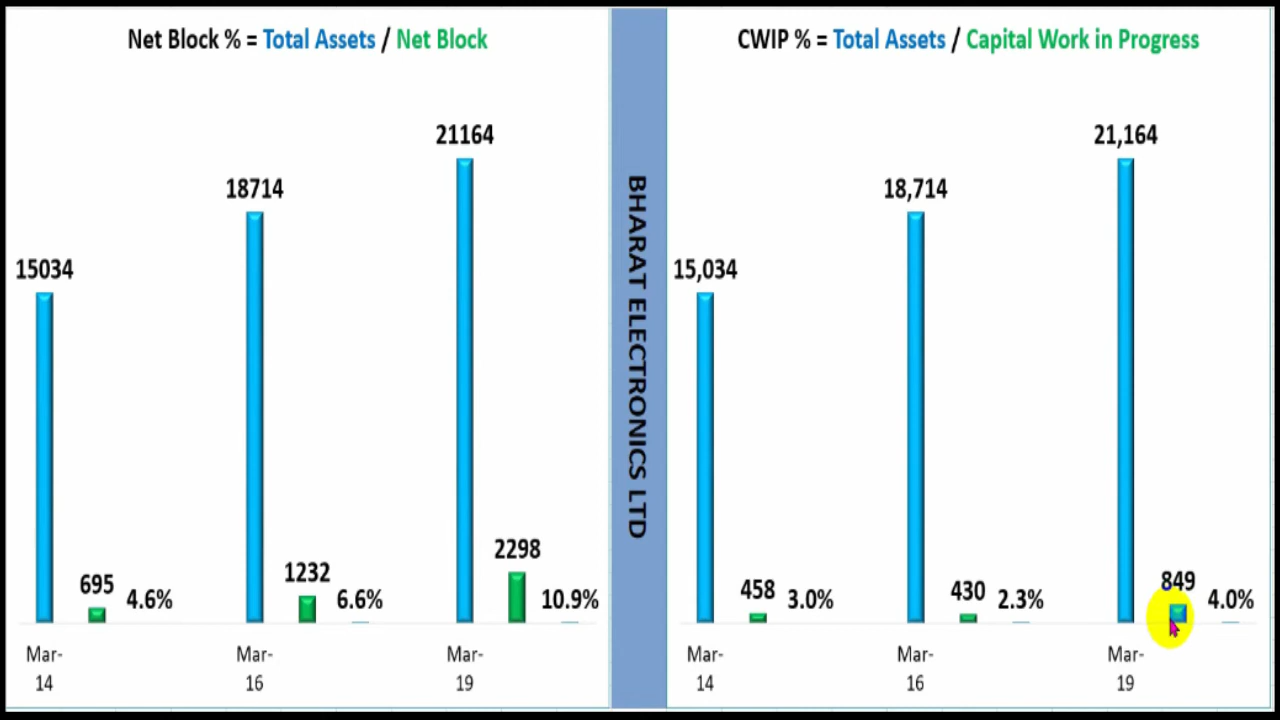 Net Block % = Total Assets / Net Block
21164
18714
15034
2298
1232
695
4.6%
6.6%
10.9%
Mar-
14
Mar-
16
Mar-
19
BHARAT ELECTRONICS LTD
CWIP % = Total Assets / Capital Work in Progress
21,164
18,714
15,034
849
458
430
3.0%
2.3%
4.0%
Mar-
14
Mar-
16
Mar-
19